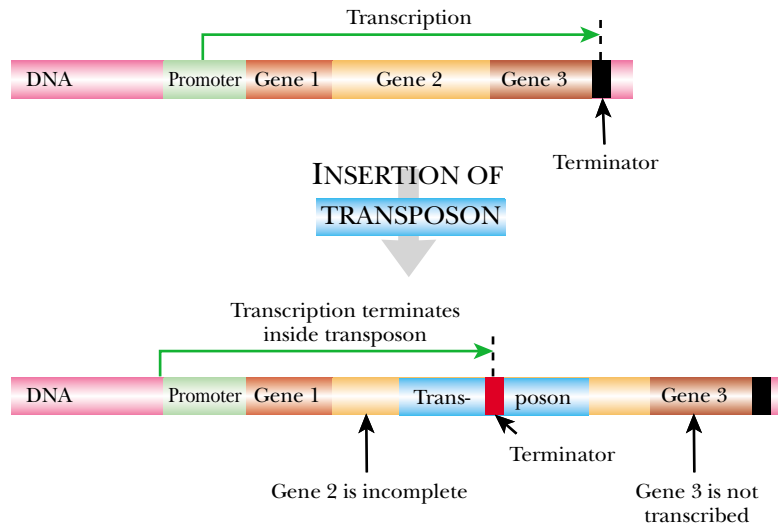 Transcription
DNA
Promoter
Gene 1
Gene 2
Gene 3
Terminator
INSERTION OF
TRANSPOSON
Transcription terminates
inside transposon
DNA
Promoter
Gene 1
Trans-
poson
Gene 3
Terminator
Gene 2 is incomplete
Gene 3 is not
transcribed